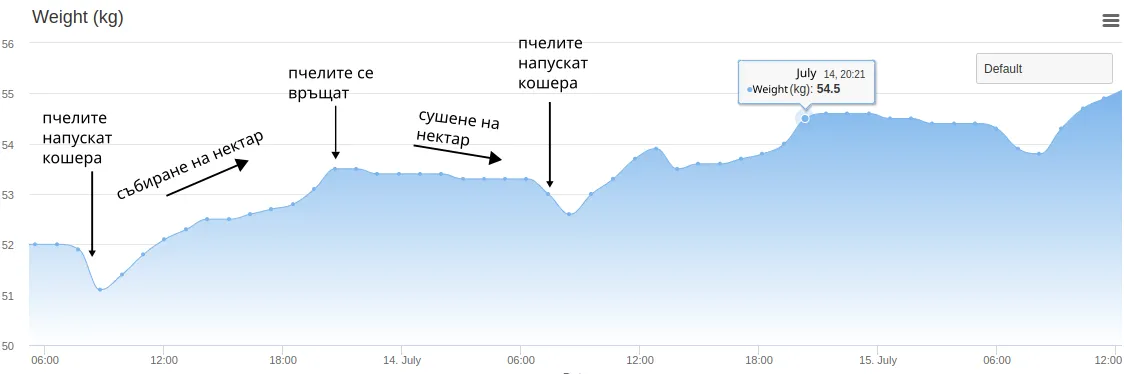 Weight (kg)
56
55
54
53
52
51
50
пчелите
напускат
кошера
събиране на нектар
пчелите се
връщат
сушене на
нектар
пчелите
напускат
кошера
July 14, 20:21
Weight (kg): 54.5
Default
06:00 12:00 18:00 14. July 06:00 12:00 18:00 15. July 06:00 12:00